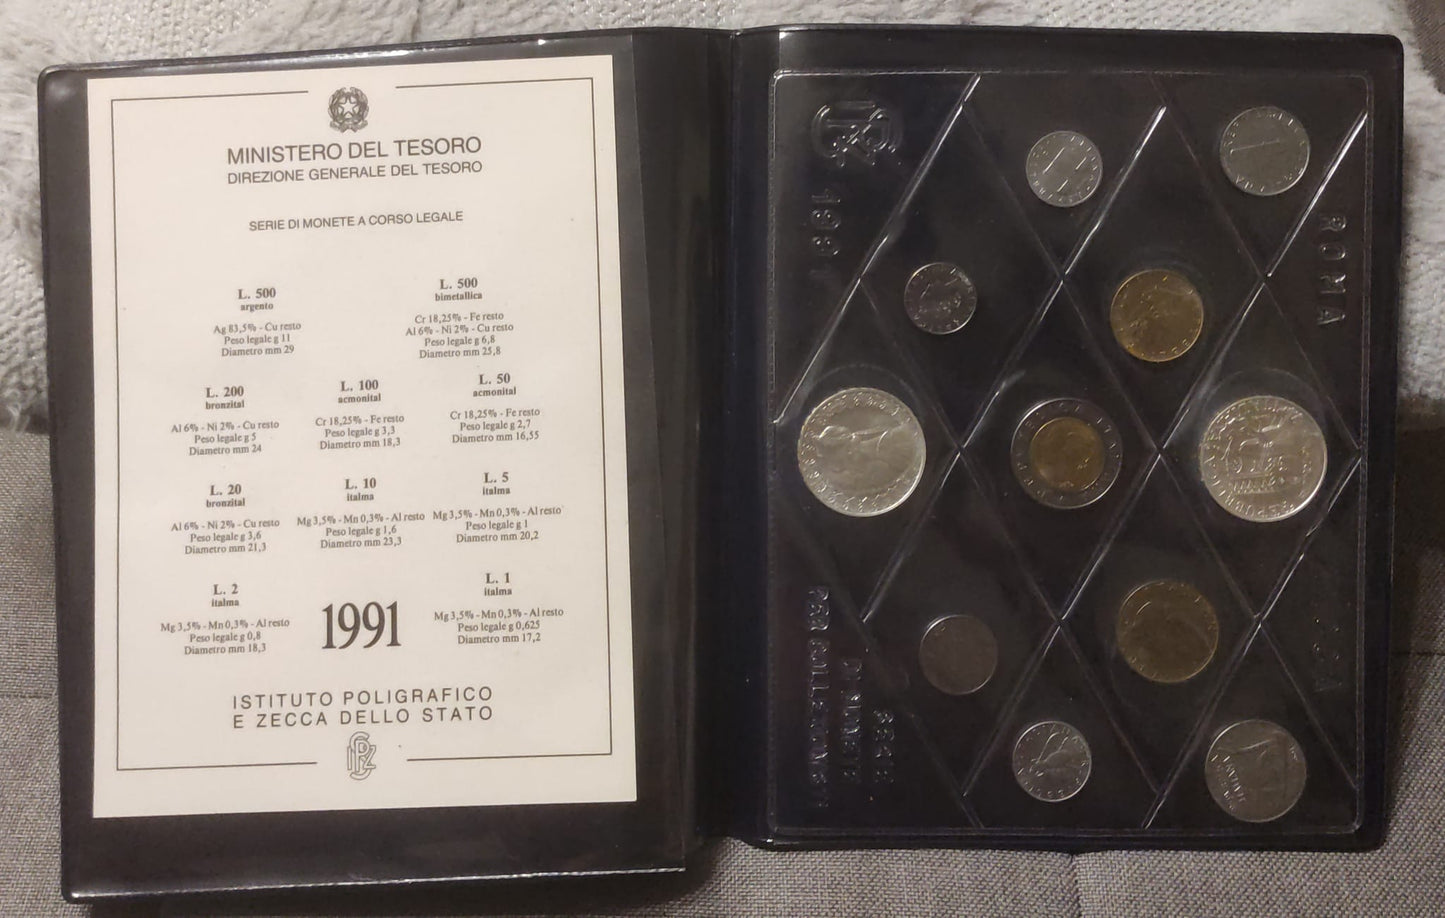 MINISTERO DEL TESORO
DIREZIONE GENERALE DEL TESORO
SERIE DI MONETE A CORSO LEGALE
L. 500
argento
Ag 83,5% - Cu resto
Peso legale g 11
Diametro mm 29
L. 500
bimetallica
Cr 18,25% - Fe resto
Al 6% - Ni 2% - Cu resto
Peso legale g 6,8
Diametro mm 25,8
L. 200
bronzital
Al 6% - Ni 2% - Cu resto
Peso legale g 5
Diametro mm 24
L. 100
acmonital
Cr 18,25% - Fe resto
Peso legale g 3,3
Diametro mm 18,3
L. 50
acmonital
Cr 18,25% - Fe resto
Peso legale g 2,7
Diametro mm 16,55
L. 20
bronzital
Al 6% - Ni 2% - Cu resto
Peso legale g 3,6
Diametro mm 21,3
L. 10
italma
Mg 3,5% - Mn 0,3% - Al resto
Peso legale g 1,6
Diametro mm 23,3
L. 5
italma
Mg 3,5% - Mn 0,3% - Al resto
Peso legale g 1
Diametro mm 20,2
L. 2
italma
Mg 3,5% - Mn 0,3% - Al resto
Peso legale g 0,8
Diametro mm 18,3
1991
L. 1
italma
Mg 3,5% - Mn 0,3% - Al resto
Peso legale g 0,625
Diametro mm 17,2
ISTITUTO POLIGRAFICO
E ZECCA DELLO STATO
IPZS
1991
ROMA
SERIE
DI MONETE
PER COLLEZIONISTI